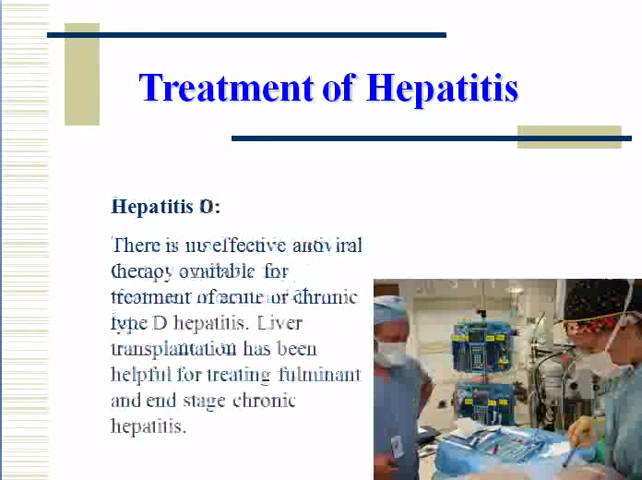 Treatment of Hepatitis
Hepatitis D:
There is no effective antiviral
therapy available for
treatment of acute or chronic
type D hepatitis. Liver
transplantation has been
helpful for treating fulminant
and end stage chronic
hepatitis.